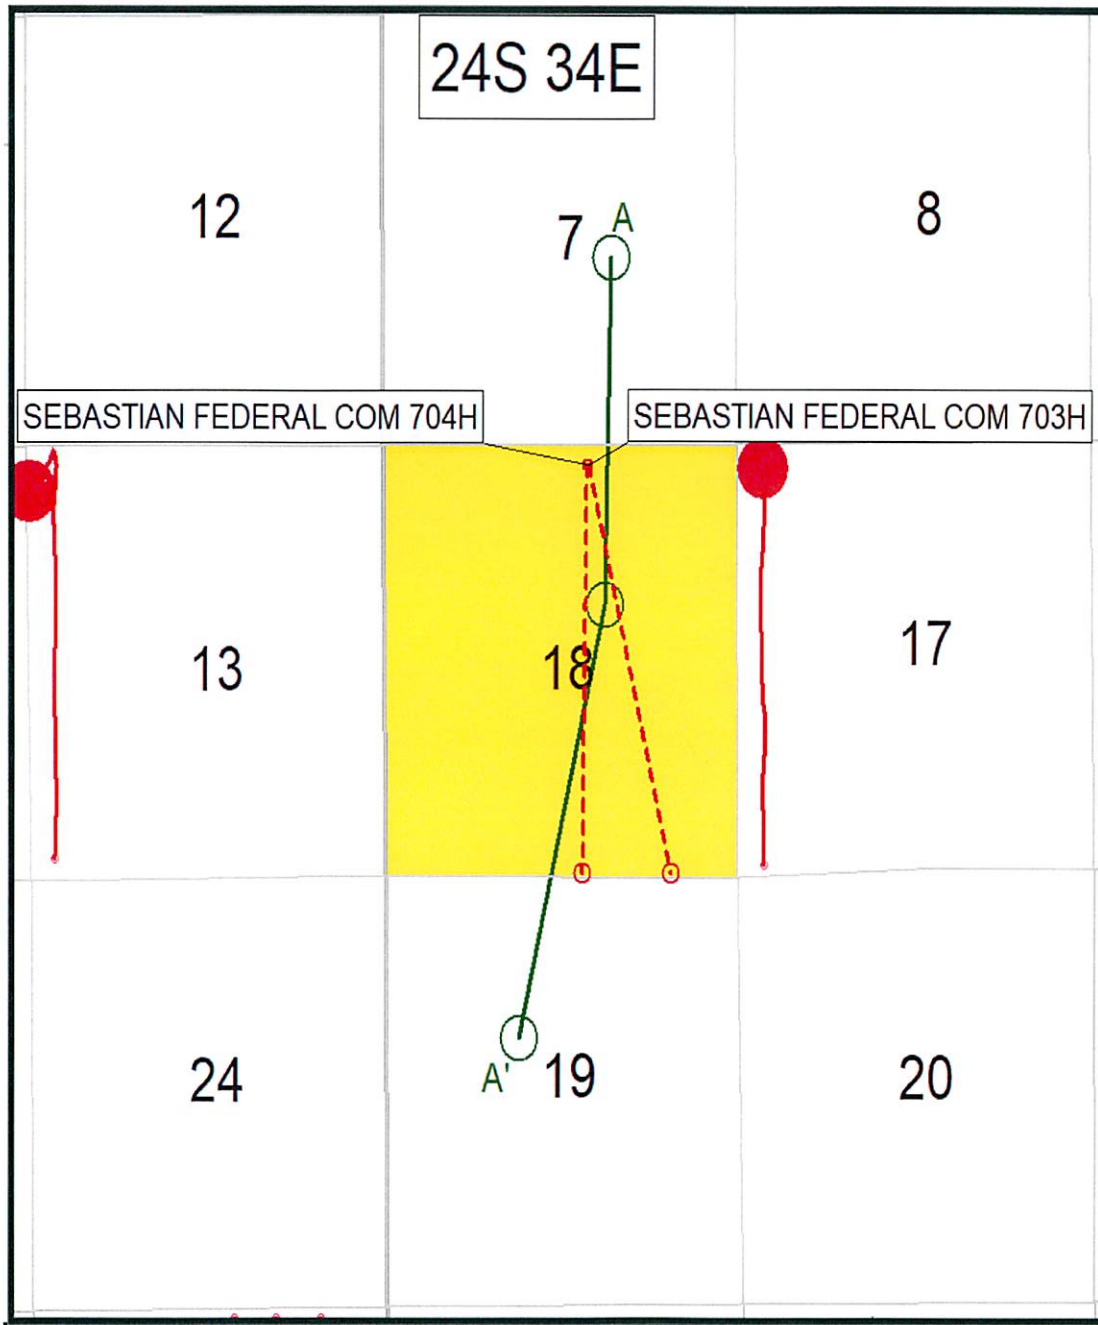 24S 34E
12
7
A
8
SEBASTIAN FEDERAL COM 704H
SEBASTIAN FEDERAL COM 703H
13
18
17
24
A'
19
20